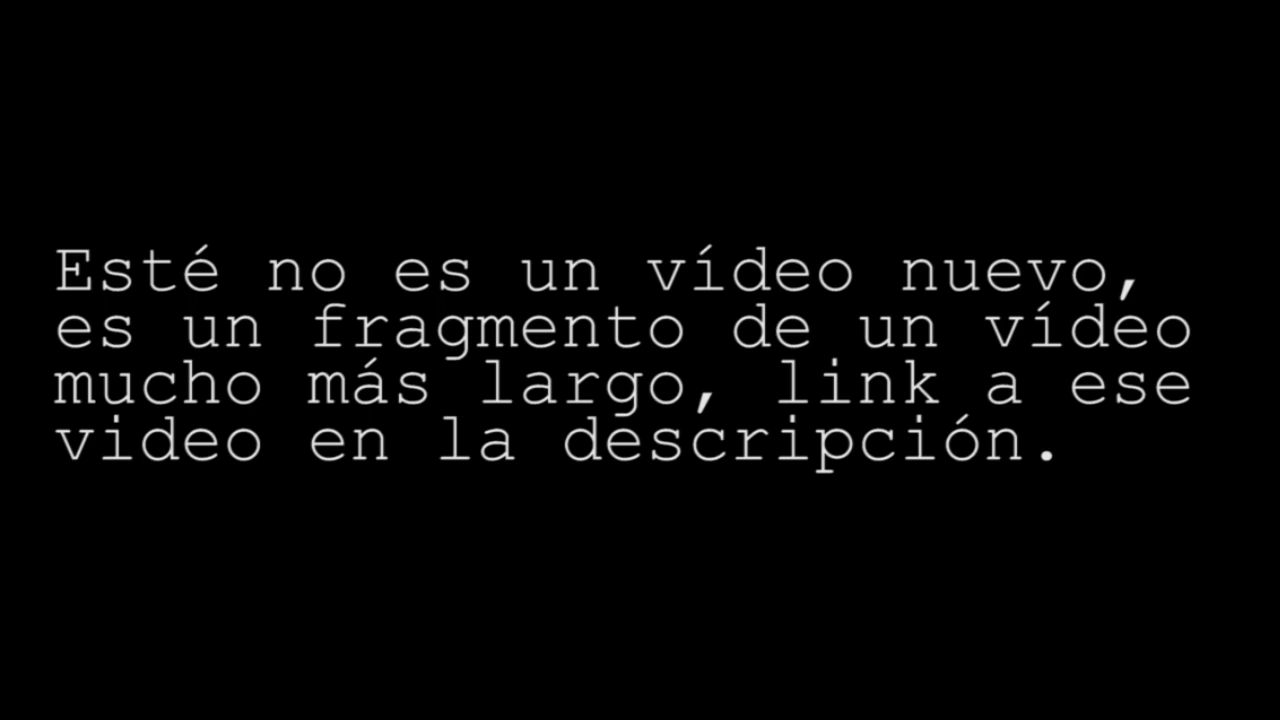 Esté no es un vídeo nuevo,
es un fragmento de un vídeo
mucho más largo, link a ese
video en la descripción.